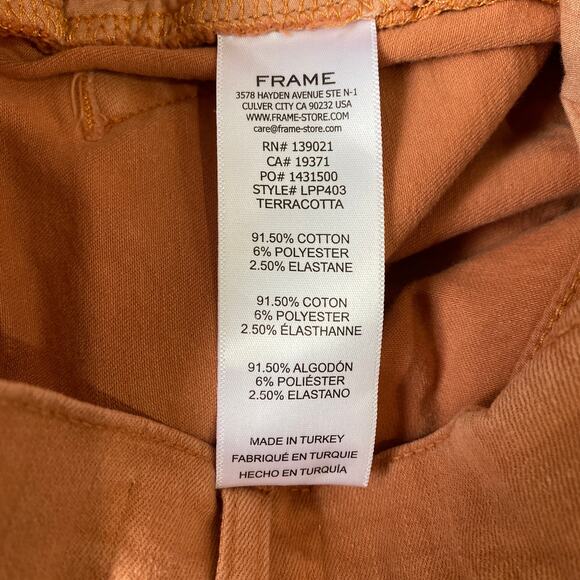 FRAME
3578 HAYDEN AVENUE STE N-1
CULVER CITY CA 90232 USA
WWW.FRAME-STORE.COM
care@frame-store.com
RN# 139021
CA# 19371
PO# 1431500
STYLE# LPP403
TERRACOTTA
91.50% COTTON
6% POLYESTER
2.50% ELASTANE
91.50% COTON
6% POLYESTER
2.50% ÉLASTHANNE
91.50% ALGODÓN
6% POLIÉSTER
2.50% ELASTANO
MADE IN TURKEY
FABRIQUÉ EN TURQUIE
HECHO EN TURQUÍA